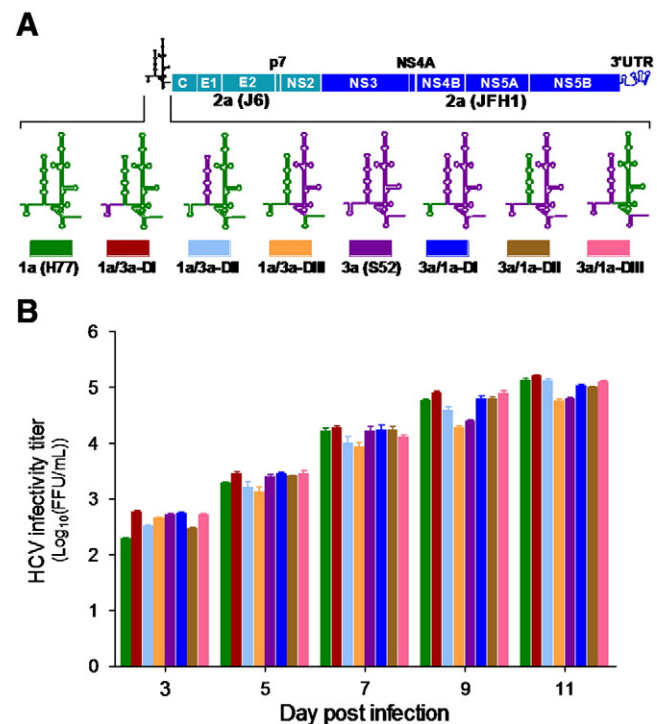 A
p7 NS4A 3'UTR
C E1 E2 NS2 NS3 NS4B NS5A NS5B
2a (J6) 2a (JFH1)
1a (H77) 1a/3a-DI 1a/3a-DII 1a/3a-DIII 3a (S52) 3a/1a-DI 3a/1a-DII 3a/1a-DIII
B
HCV infectivity titer
(Log10(FFU/mL))
6
5
4
3
2
1
0
3 5 7 9 11
Day post infection